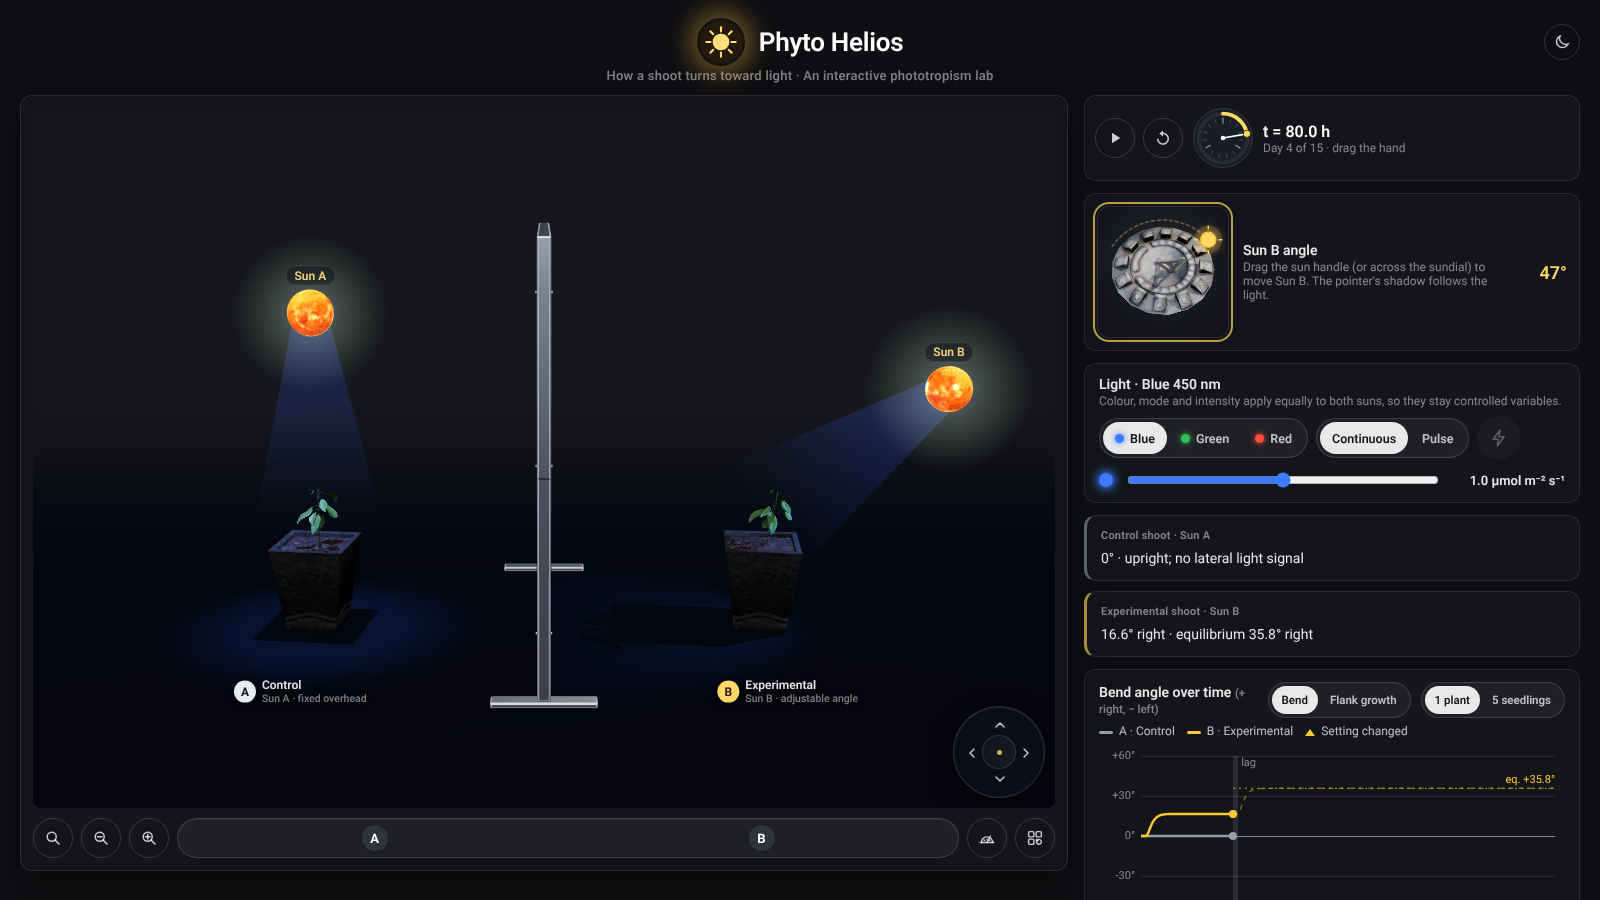 Phyto Helios
How a shoot turns toward light · An interactive phototropism lab
Sun A
Sun B
A
Control
Sun A · fixed overhead
B
Experimental
Sun B · adjustable angle
A
B
t = 80.0 h
Day 4 of 15 · drag the hand
Sun B angle
Drag the sun handle (or across the sundial) to
move Sun B. The pointer's shadow follows the
light.
47°
Light · Blue 450 nm
Colour, mode and intensity apply equally to both suns, so they stay controlled variables.
Blue Green Red Continuous Pulse
1.0 µmol m⁻² s⁻¹
Control shoot · Sun A
0° · upright; no lateral light signal
Experimental shoot · Sun B
16.6° right · equilibrium 35.8° right
Bend angle over time (+
right, − left)
Bend Flank growth 1 plant 5 seedlings
A · Control B · Experimental Setting changed
+60°
lag
eq. +35.8°
+30°
0°
-30°